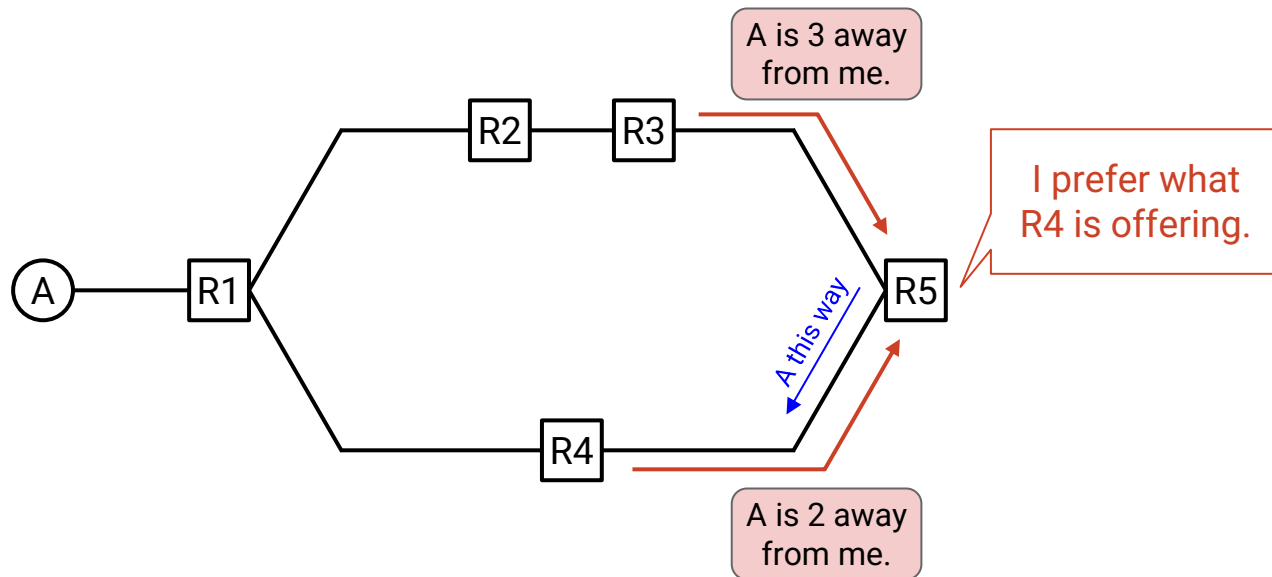 A is 3 away
from me.
R2
R3
I prefer what
R4 is offering.
A
R1
R5
A this way
R4
A is 2 away
from me.